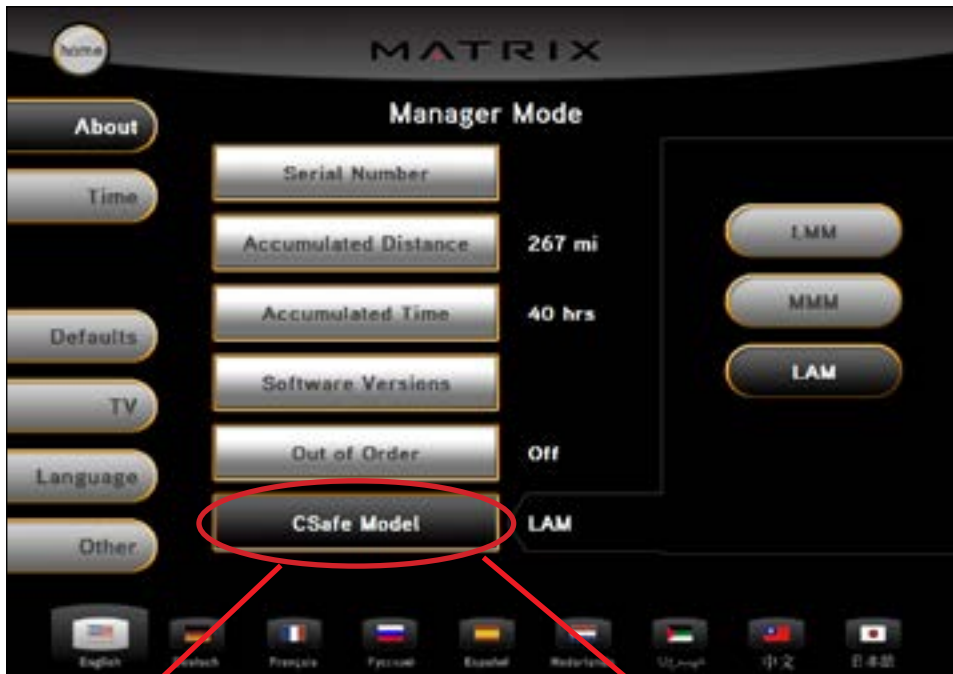 home
MATRIX
Manager Mode
About
Time
Defaults
TV
Language
Other
Serial Number
Accumulated Distance 267 mi
Accumulated Time 40 hrs
Software Versions
Out of Order Off
CSafe Model LAM
LMM
MMM
LAM
English
Français
Русский
Español
中文
日本語